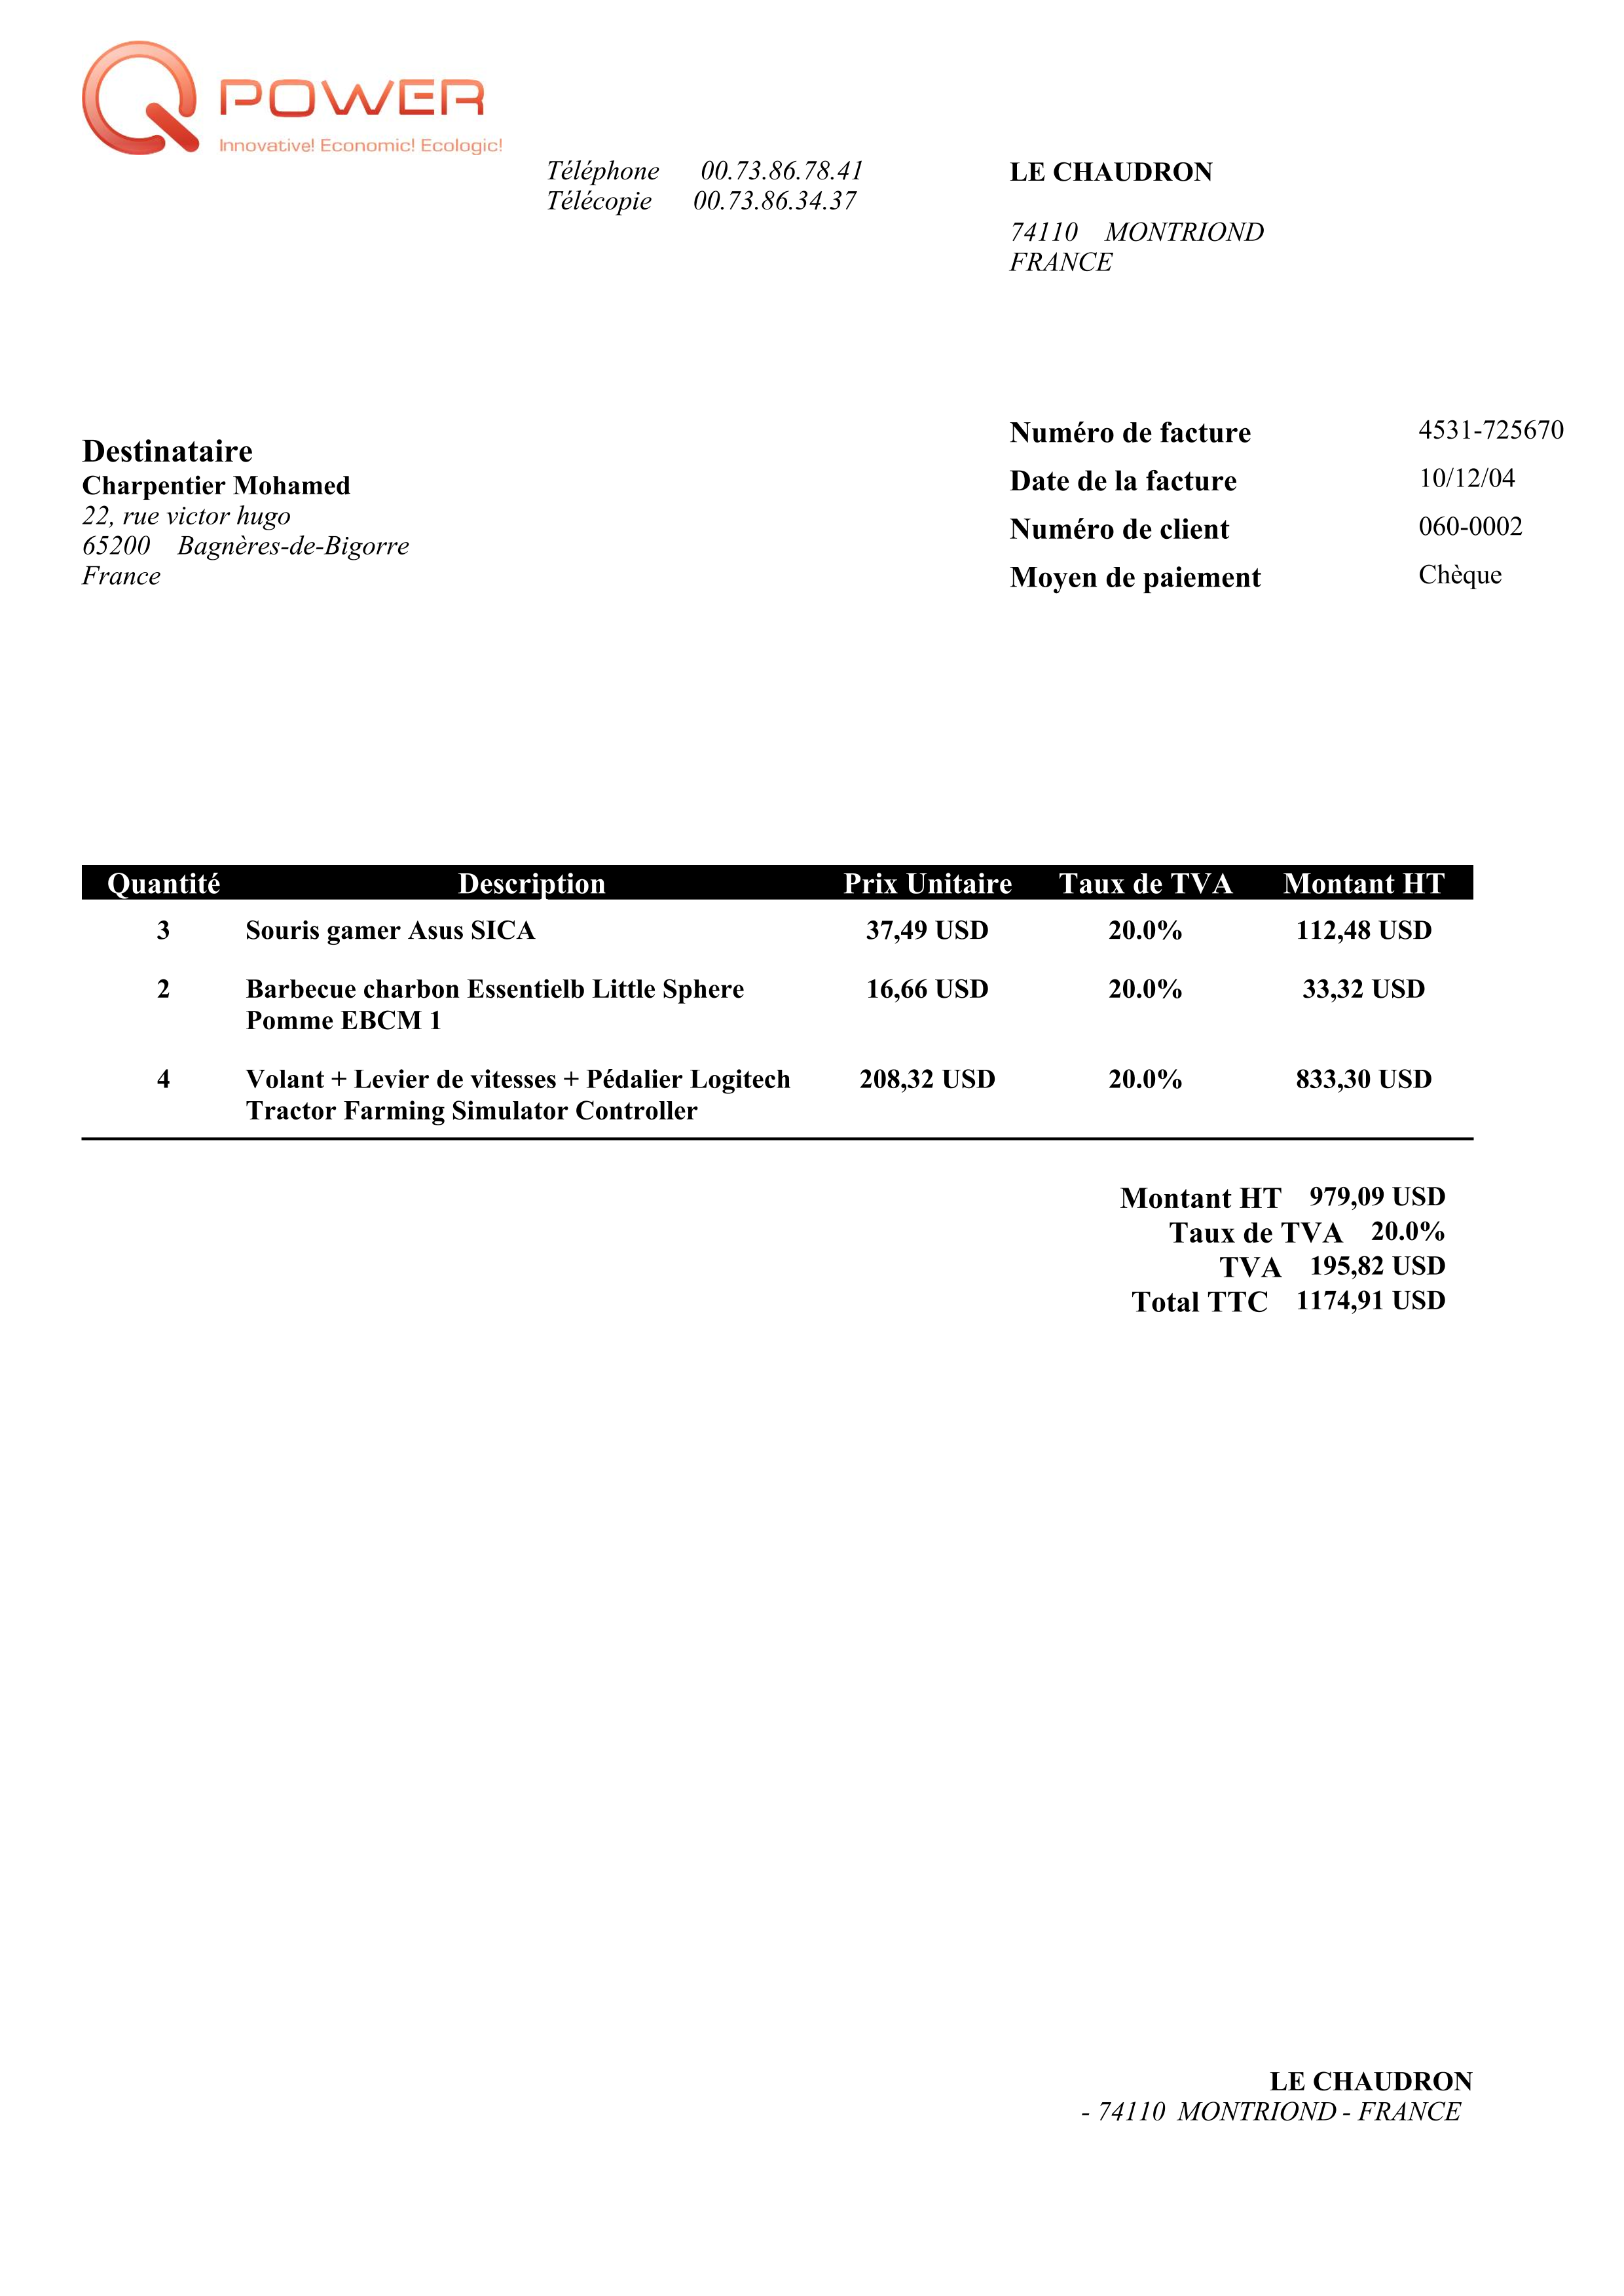 POWER
Innovative! Economic! Ecologic!
Téléphone 00.73.86.78.41
Télécopie 00.73.86.34.37
LE CHAUDRON
74110 MONTRIOND
FRANCE
Destinataire
Charpentier Mohamed
22, rue victor hugo
65200 Bagnères-de-Bigorre
France
Numéro de facture 4531-725670
Date de la facture 10/12/04
Numéro de client 060-0002
Moyen de paiement Chèque
Quantité Description Prix Unitaire Taux de TVA Montant HT
3 Souris gamer Asus SICA 37,49 USD 20.0% 112,48 USD
2 Barbecue charbon Essentielb Little Sphere 16,66 USD 20.0% 33,32 USD
Pomme EBCM 1
4 Volant + Levier de vitesses + Pédalier Logitech 208,32 USD 20.0% 833,30 USD
Tractor Farming Simulator Controller
Montant HT 979,09 USD
Taux de TVA 20.0%
TVA 195,82 USD
Total TTC 1174,91 USD
LE CHAUDRON
- 74110 MONTRIOND - FRANCE